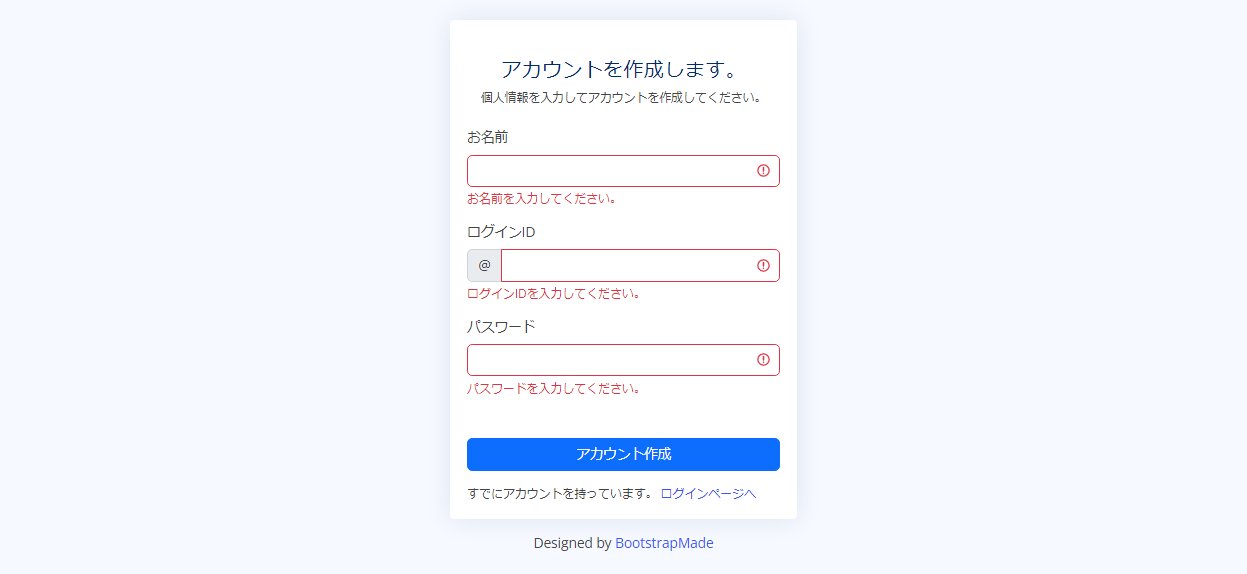 アカウントを作成します。
個人情報を入力してアカウントを作成してください。
お名前
お名前を入力してください。
ログインID
@
ログインIDを入力してください。
パスワード
パスワードを入力してください。
アカウント作成
すでにアカウントを持っています。 ログインページへ
Designed by BootstrapMade